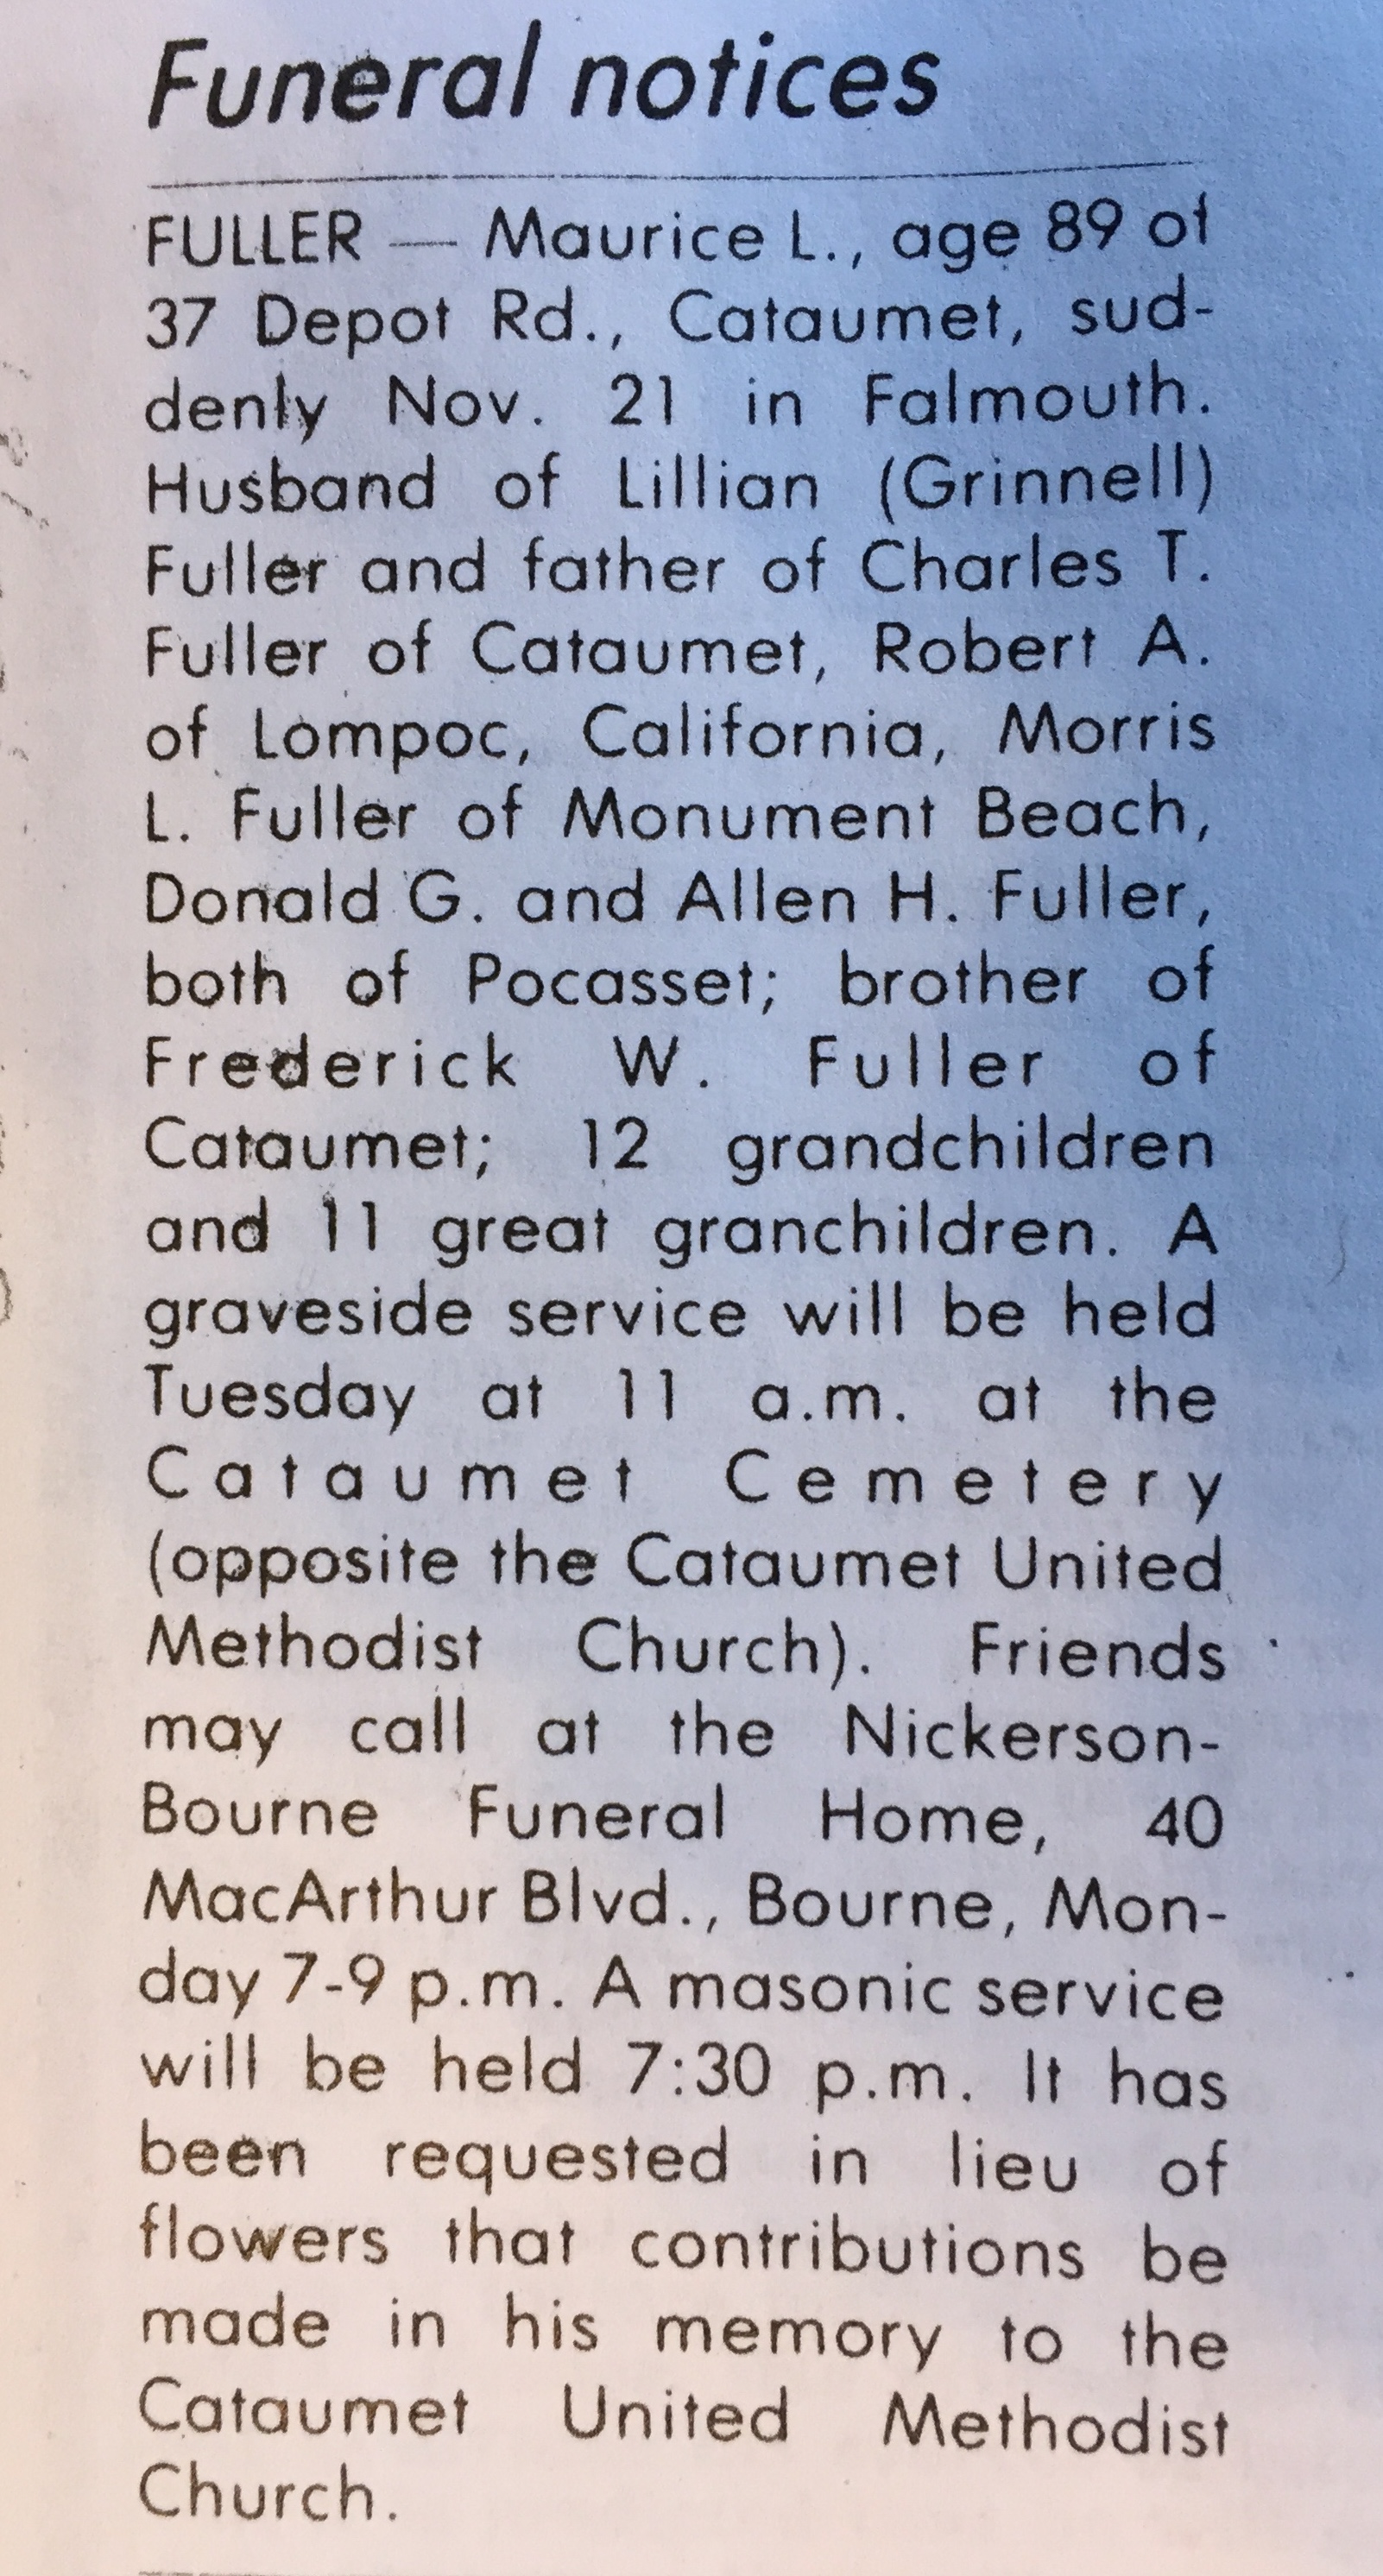 Funeral notices
FULLER — Maurice L., age 89 of
37 Depot Rd., Cataumet, sud-
denly Nov. 21 in Falmouth.
Husband of Lillian (Grinnell)
Fuller and father of Charles T.
Fuller of Cataumet, Robert A.
of Lompoc, California, Morris
L. Fuller of Monument Beach,
Donald G. and Allen H. Fuller,
both of Pocasset; brother of
Frederick W. Fuller of
Cataumet; 12 grandchildren
and 11 great granchildren. A
graveside service will be held
Tuesday at 11 a.m. at the
Cataumet Cemetery
(opposite the Cataumet United
Methodist Church). Friends
may call at the Nickerson-
Bourne Funeral Home, 40
MacArthur Blvd., Bourne, Mon-
day 7-9 p.m. A masonic service
will be held 7:30 p.m. It has
been requested in lieu of
flowers that contributions be
made in his memory to the
Cataumet United Methodist
Church.